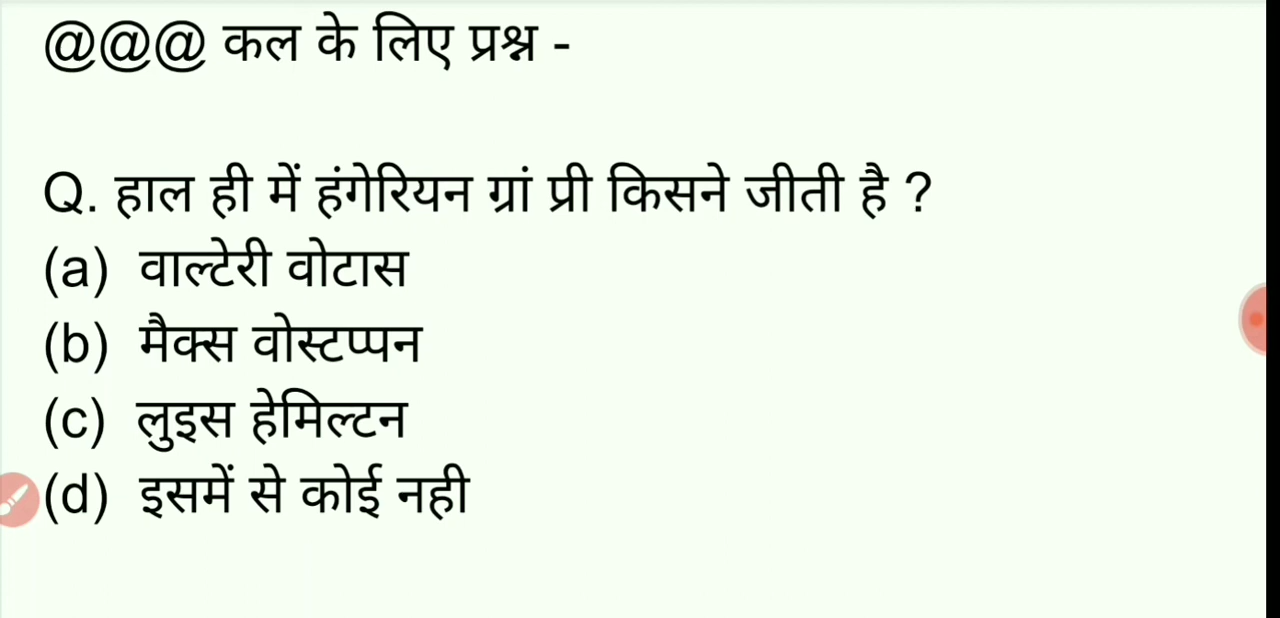 @@@ कल के लिए प्रश्न -
Q. हाल ही में हंगेरियन ग्रां प्री किसने जीती है ?
(a) वाल्टेरी वोटास
(b) मैक्स वोस्टप्पन
(c) लुइस हेमिल्टन
(d) इसमें से कोई नही